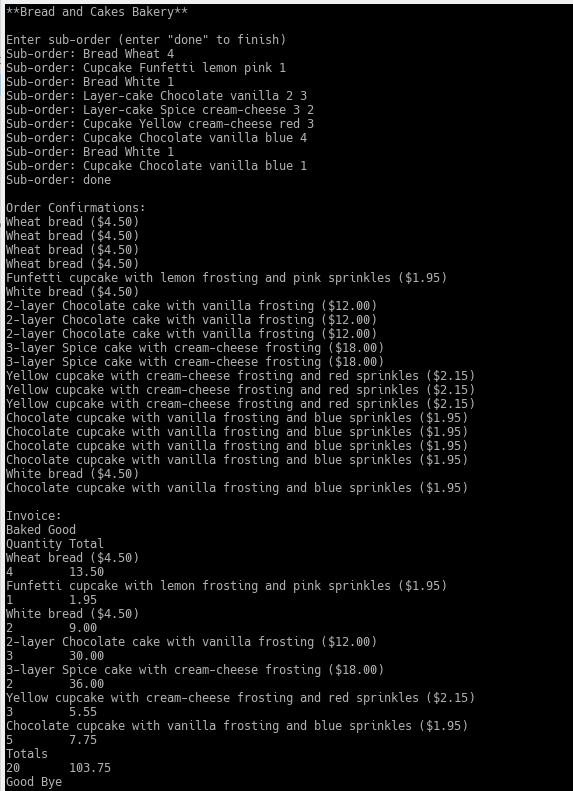 **Bread and Cakes Bakery**
Enter sub-order (enter "done" to finish)
Sub-order: Bread Wheat 4
Sub-order: Cupcake Funfetti lemon pink 1
Sub-order: Bread White 1
Sub-order: Layer-cake Chocolate vanilla 2 3
Sub-order: Layer-cake Spice cream-cheese 3 2
Sub-order: Cupcake Yellow cream-cheese red 3
Sub-order: Cupcake Chocolate vanilla blue 4
Sub-order: Bread White 1
Sub-order: Cupcake Chocolate vanilla blue 1
Sub-order: done
Order Confirmations:
Wheat bread ($4.50)
Wheat bread ($4.50)
Wheat bread ($4.50)
Wheat bread ($4.50)
Funfetti cupcake with lemon frosting and pink sprinkles ($1.95)
White bread ($4.50)
2-layer Chocolate cake with vanilla frosting ($12.00)
2-layer Chocolate cake with vanilla frosting ($12.00)
2-layer Chocolate cake with vanilla frosting ($12.00)
3-layer Spice cake with cream-cheese frosting ($18.00)
3-layer Spice cake with cream-cheese frosting ($18.00)
Yellow cupcake with cream-cheese frosting and red sprinkles ($2.15)
Yellow cupcake with cream-cheese frosting and red sprinkles ($2.15)
Yellow cupcake with cream-cheese frosting and red sprinkles ($2.15)
Chocolate cupcake with vanilla frosting and blue sprinkles ($1.95)
Chocolate cupcake with vanilla frosting and blue sprinkles ($1.95)
Chocolate cupcake with vanilla frosting and blue sprinkles ($1.95)
Chocolate cupcake with vanilla frosting and blue sprinkles ($1.95)
White bread ($4.50)
Chocolate cupcake with vanilla frosting and blue sprinkles ($1.95)
Invoice:
Baked Good
Quantity Total
Wheat bread ($4.50)
4 13.50
Funfetti cupcake with lemon frosting and pink sprinkles ($1.95)
1 1.95
White bread ($4.50)
2 9.00
2-layer Chocolate cake with vanilla frosting ($12.00)
3 30.00
3-layer Spice cake with cream-cheese frosting ($18.00)
2 36.00
Yellow cupcake with cream-cheese frosting and red sprinkles ($2.15)
3 5.55
Chocolate cupcake with vanilla frosting and blue sprinkles ($1.95)
5 7.75
Totals
20 103.75
Good Bye